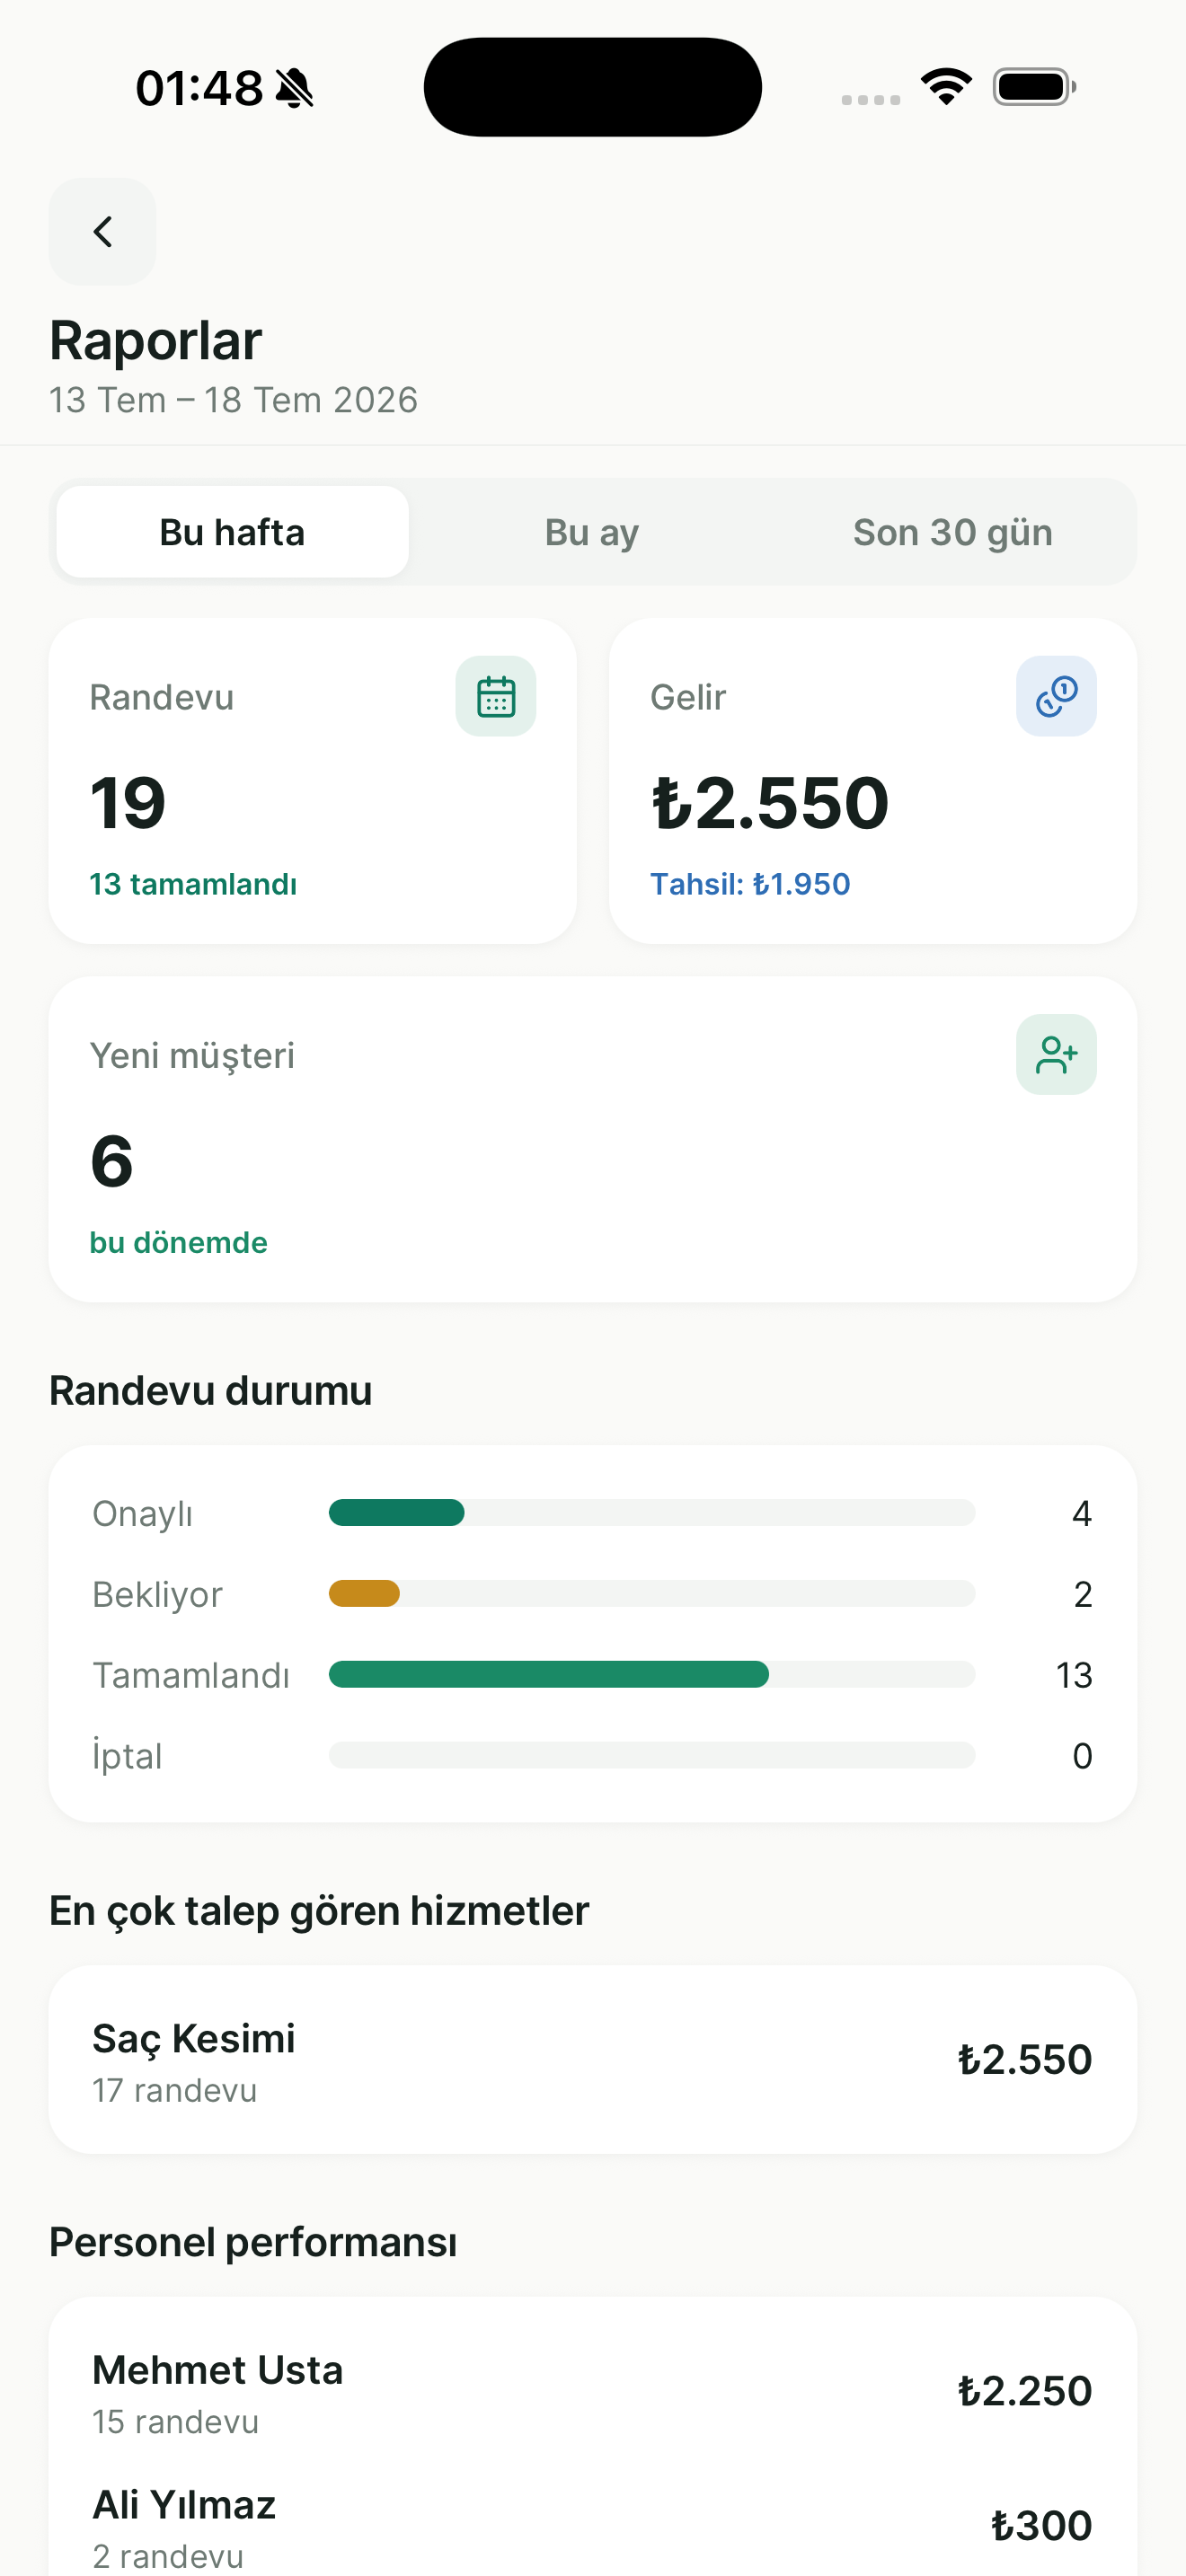 01:48
Raporlar
13 Tem – 18 Tem 2026
Bu hafta
Bu ay
Son 30 gün
Randevu
19
13 tamamlandı
Gelir
₺2.550
Tahsil: ₺1.950
Yeni müşteri
6
bu dönemde
Randevu durumu
Onaylı 4
Bekliyor 2
Tamamlandı 13
İptal 0
En çok talep gören hizmetler
Saç Kesimi
17 randevu
₺2.550
Personel performansı
Mehmet Usta
15 randevu
₺2.250
Ali Yılmaz
2 randevu
₺300